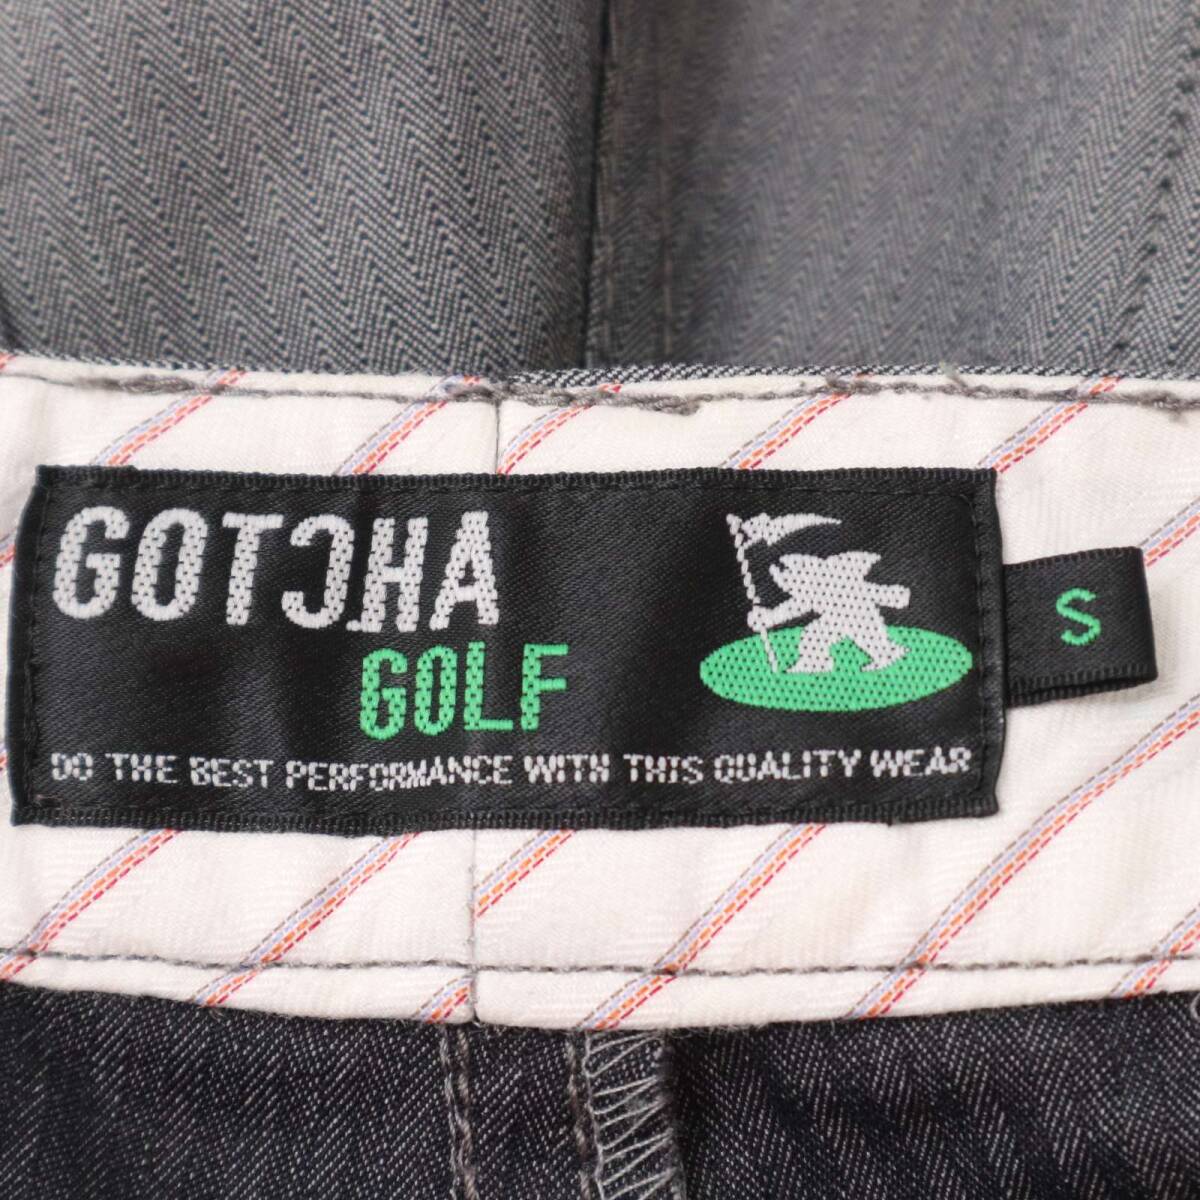 GOTCHA
GOLF
DO THE BEST PERFORMANCE WITH THIS QUALITY WEAR
S